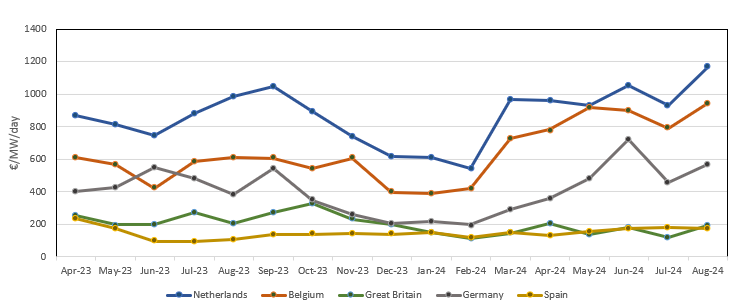 1400
1200
1000
800
600
400
200
0
€/MW/day
Apr-23 May-23 Jun-23 Jul-23 Aug-23 Sep-23 Oct-23 Nov-23 Dec-23 Jan-24 Feb-24 Mar-24 Apr-24 May-24 Jun-24 Jul-24 Aug-24
Netherlands Belgium Great Britain Germany Spain